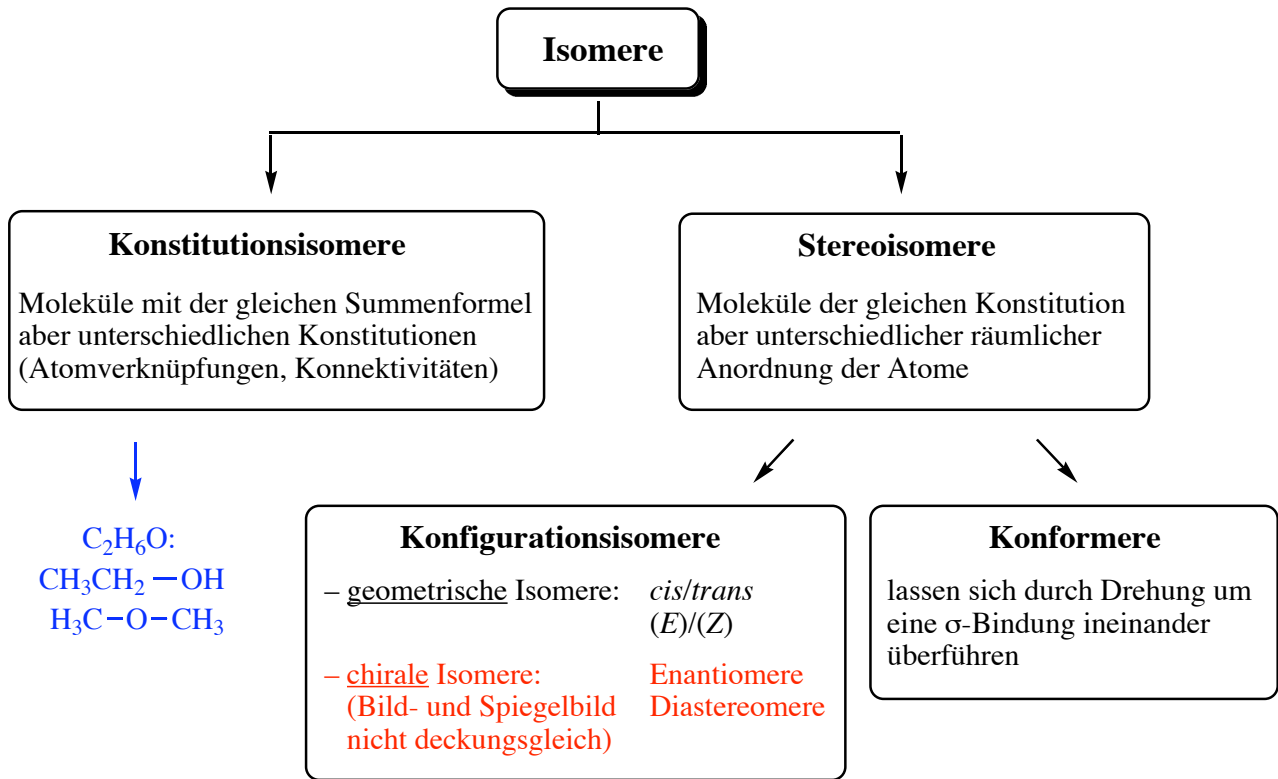 Isomere
Konstitutionsisomere
Moleküle mit der gleichen Summenformel
aber unterschiedlichen Konstitutionen
(Atomverknüpfungen, Konnektivitäten)
Stereoisomere
Moleküle der gleichen Konstitution
aber unterschiedlicher räumlicher
Anordnung der Atome
C₂H₆O:
CH₃CH₂—OH
H₃C–O–CH₃
Konfigurationsisomere
– geometrische Isomere: cis/trans
(E)/(Z)
– chirale Isomere: Enantiomere
(Bild- und Spiegelbild Diastereomere
nicht deckungsgleich)
Konformere
lassen sich durch Drehung um
eine σ-Bindung ineinander
überführen